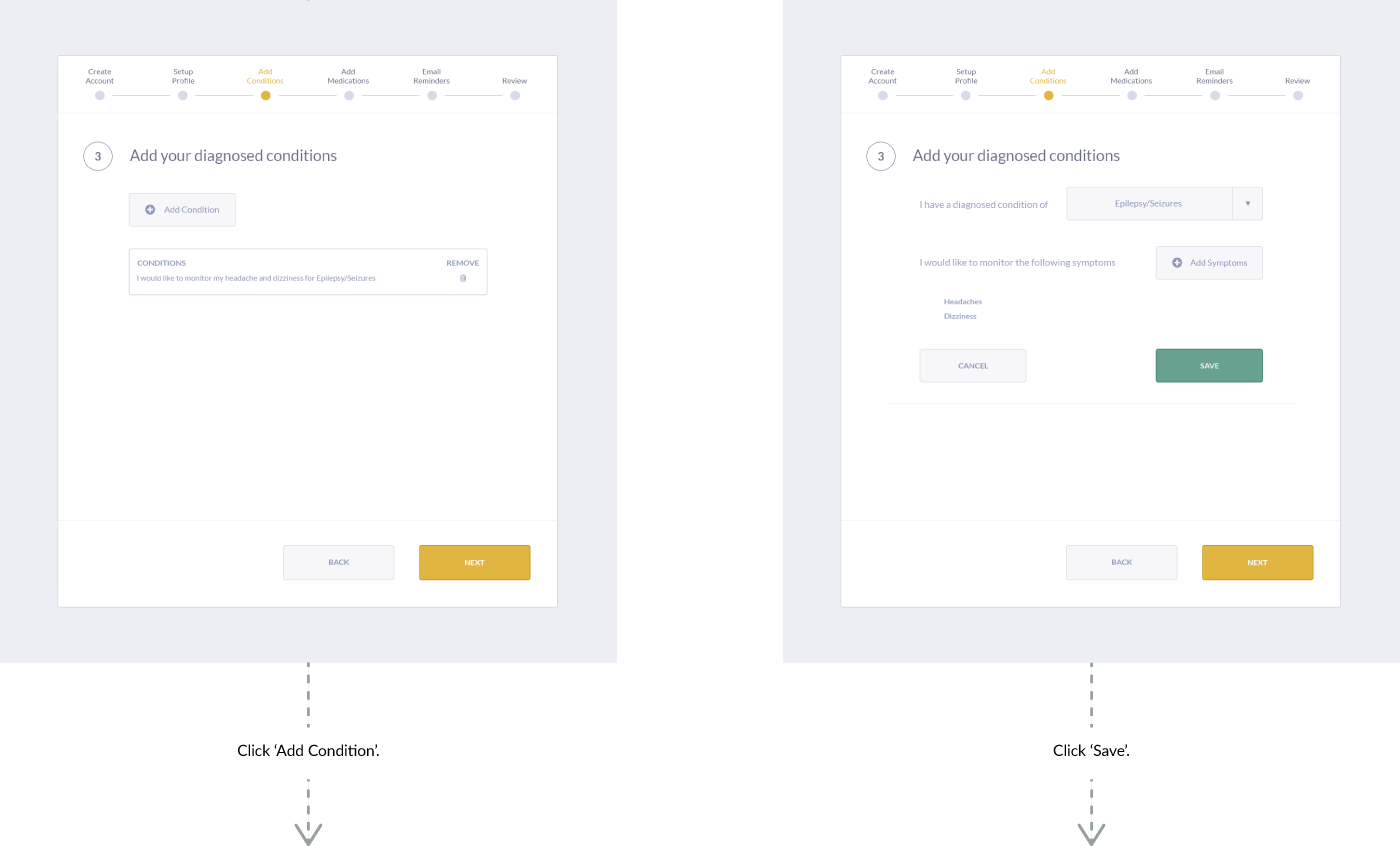 Create Account
Setup Profile
Add Conditions
Add Medications
Email Reminders
Review
3
Add your diagnosed conditions
Add Condition
CONDITIONS
REMOVE
I would like to monitor my headache and dizziness for Epilepsy/Seizures
BACK
NEXT
Click ‘Add Condition’.
Create Account
Setup Profile
Add Conditions
Add Medications
Email Reminders
Review
3
Add your diagnosed conditions
I have a diagnosed condition of
Epilepsy/Seizures
I would like to monitor the following symptoms
Add Symptoms
Headaches
Dizziness
CANCEL
SAVE
BACK
NEXT
Click ‘Save’.